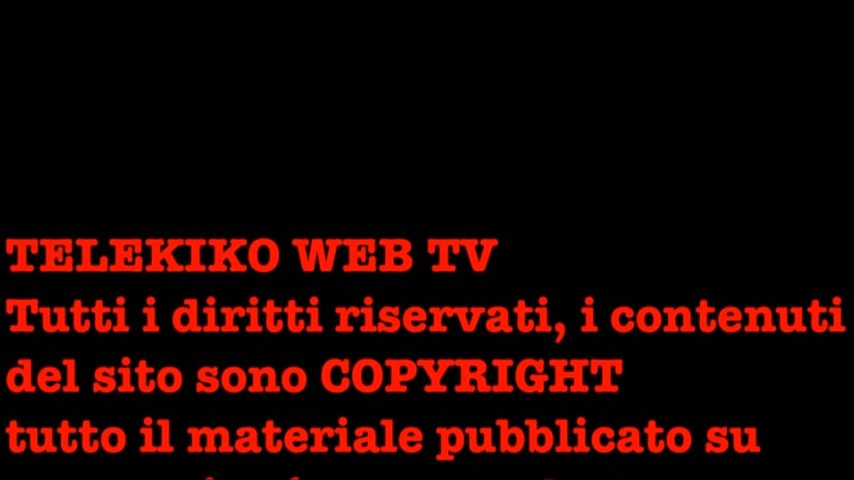 TELEKIKO WEB TV
Tutti i diritti riservati, i contenuti
del sito sono COPYRIGHT
tutto il materiale pubblicato su